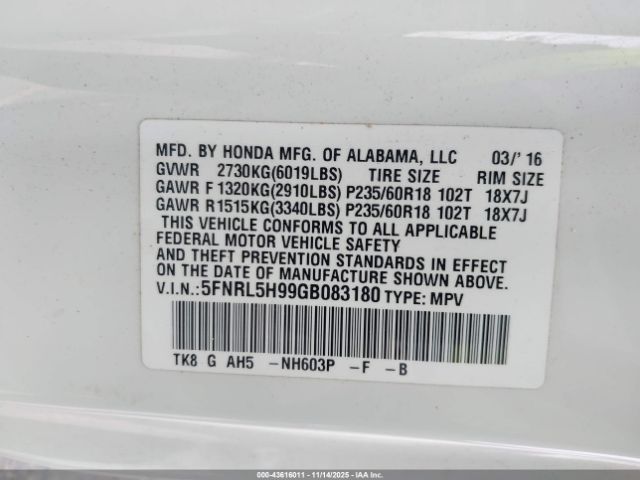 MFD. BY HONDA MFG. OF ALABAMA, LLC 03/' 16
GVWR 2730KG(6019LBS) TIRE SIZE RIM SIZE
GAWR F 1320KG(2910LBS) P235/60R18 102T 18X7J
GAWR R1515KG(3340LBS) P235/60R18 102T 18X7J
THIS VEHICLE CONFORMS TO ALL APPLICABLE
FEDERAL MOTOR VEHICLE SAFETY
AND THEFT PREVENTION STANDARDS IN EFFECT ON
THE DATE OF MANUFACTURE SHOWN ABOVE.
V.I.N.:5FNRL5H99GB083180 TYPE: MPV
TK8 G AH5 -NH603P -F -B
000-43616011 - 11/14/2025 - IAAI.COM